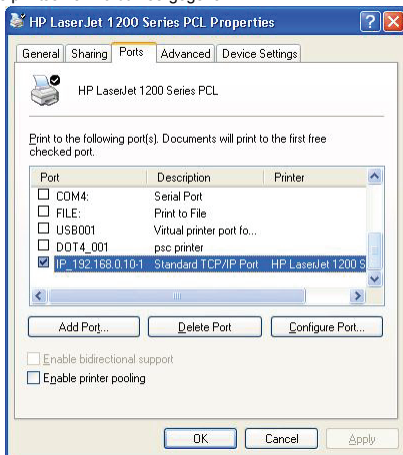 HP LaserJet 1200 Series PCL Properties
General Sharing Ports Advanced Device Settings
HP LaserJet 1200 Series PCL
Print to the following port(s). Documents will print to the first free
checked port.
Port Description Printer
COM4: Serial Port
FILE: Print to File
USB001 Virtual printer port fo...
DOT4_001 psc printer
IP_192.168.0.10-1 Standard TCP/IP Port HP LaserJet 1200 S
Add Port... Delete Port Configure Port...
Enable bidirectional support
Enable printer pooling
OK Cancel Apply